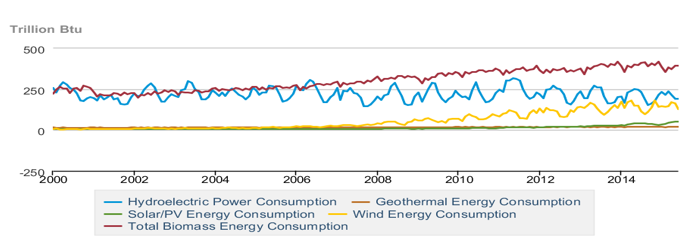 Trillion Btu
500
250
0
-250
2000 2002 2004 2006 2008 2010 2012 2014
Hydroelectric Power Consumption Geothermal Energy Consumption
Solar/PV Energy Consumption Wind Energy Consumption
Total Biomass Energy Consumption